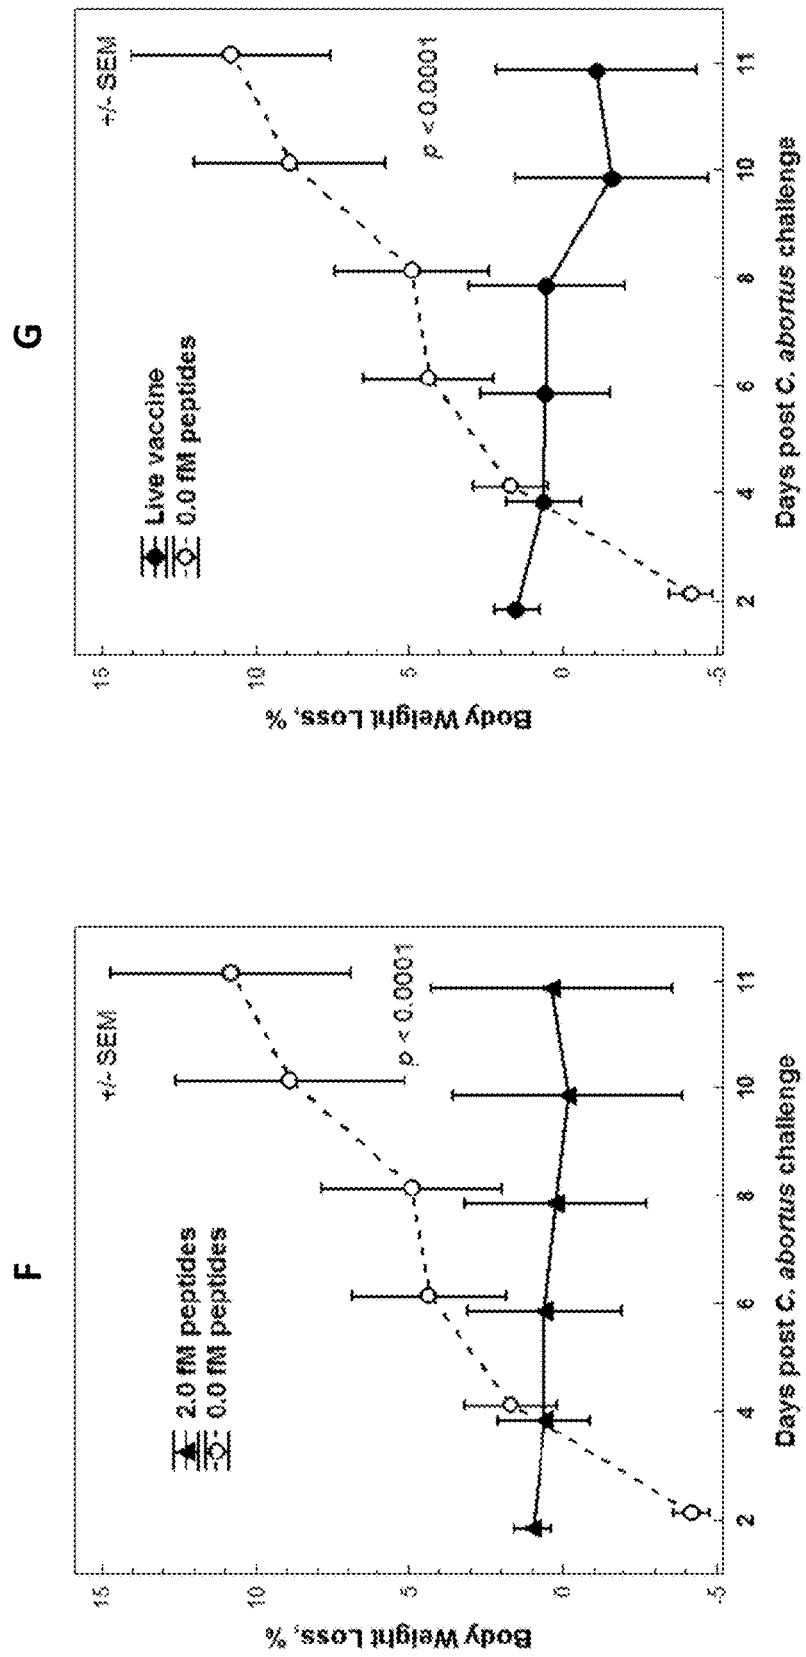 F
+/- SEM
2.0 fM peptides
0.0 fM peptides
p < 0.0001
Body Weight Loss, %
15
10
5
0
-5
2
4
6
8
10
11
Days post C. abortus challenge
G
+/- SEM
Live vaccine
0.0 fM peptides
p < 0.0001
Body Weight Loss, %
15
10
5
0
-5
2
4
6
8
10
11
Days post C. abortus challenge